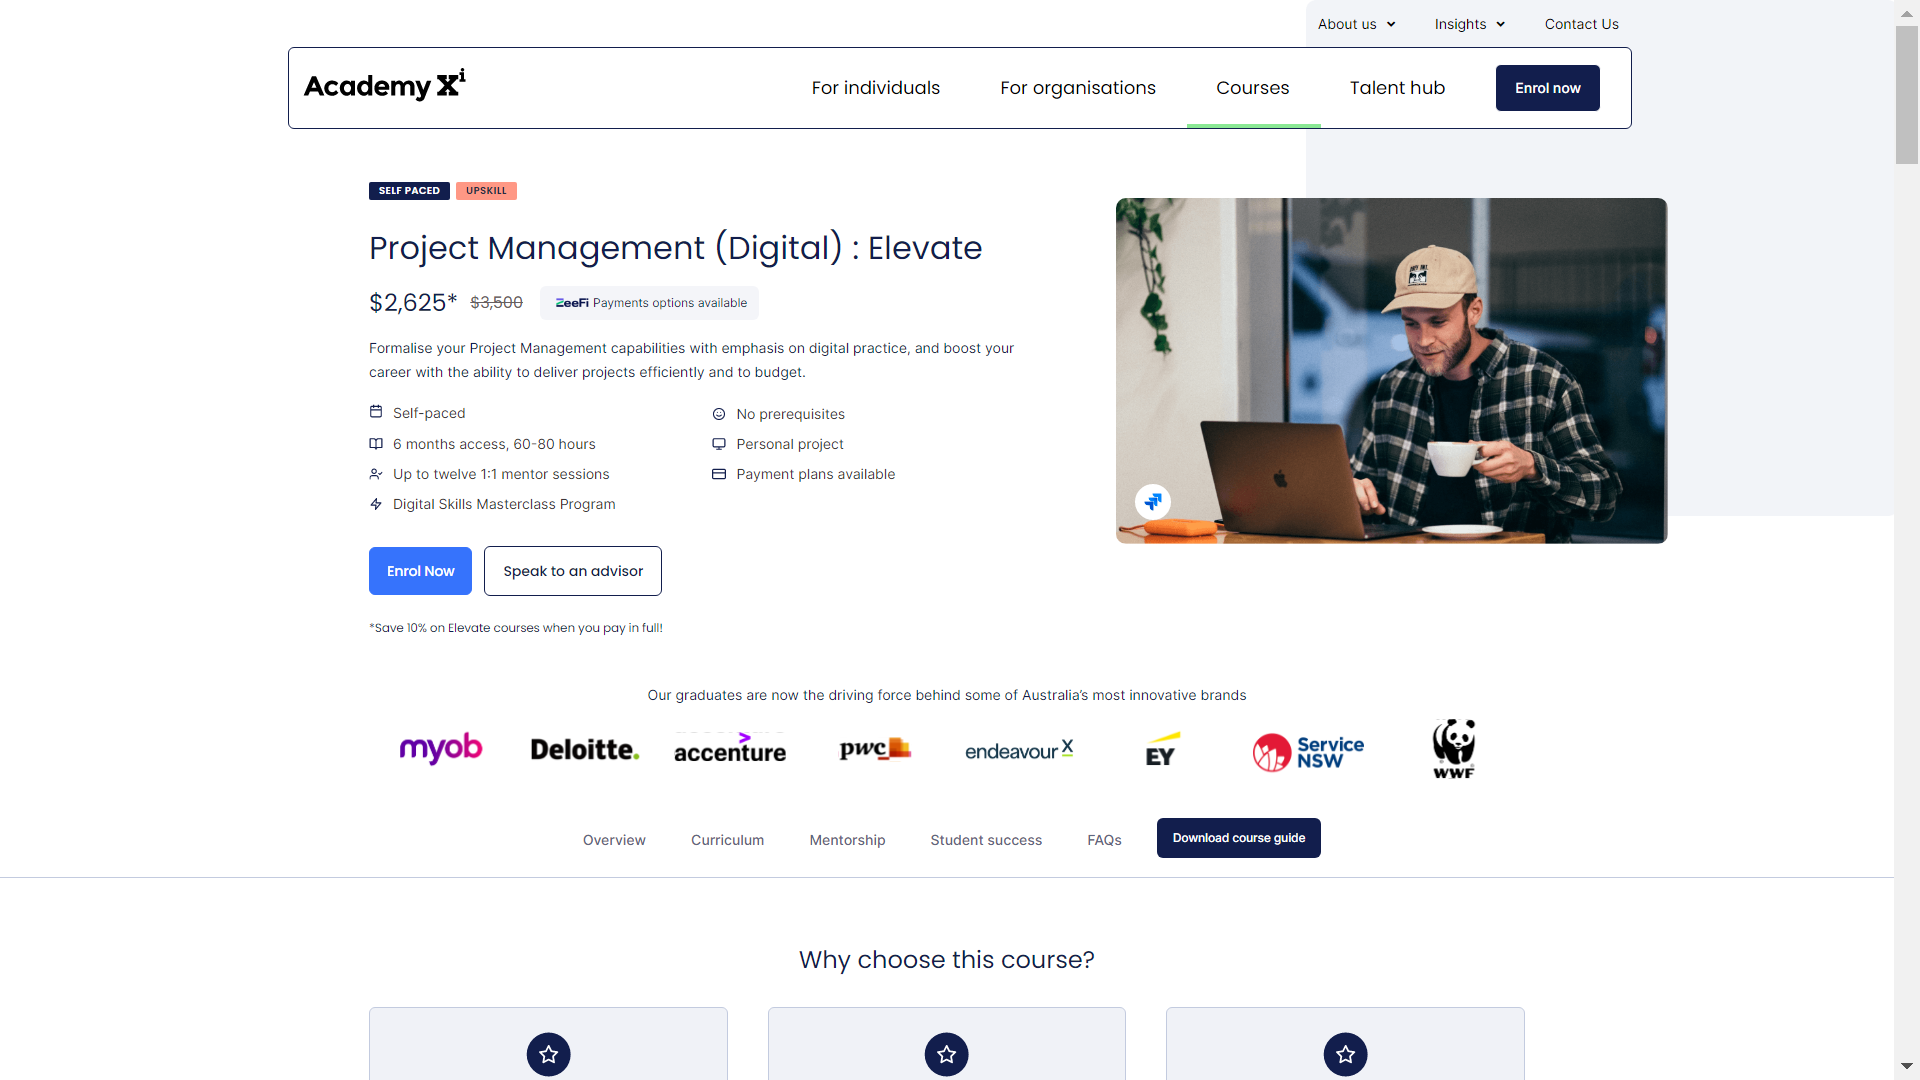 About us
Insights
Contact Us
Academy Xi
For individuals
For organisations
Courses
Talent hub
Enrol now
SELF PACED
UPSKILL
Project Management (Digital) : Elevate
$2,625* $3,500
ZeeFi Payments options available
Formalise your Project Management capabilities with emphasis on digital practice, and boost your
career with the ability to deliver projects efficiently and to budget.
Self-paced
No prerequisites
6 months access, 60-80 hours
Personal project
Up to twelve 1:1 mentor sessions
Payment plans available
Digital Skills Masterclass Program
Enrol Now
Speak to an advisor
*Save 10% on Elevate courses when you pay in full!
Our graduates are now the driving force behind some of Australia's most innovative brands
myob
Deloitte.
accenture
pwc
endeavour X
EY
Service
NSW
WWF
Overview
Curriculum
Mentorship
Student success
FAQs
Download course guide
Why choose this course?